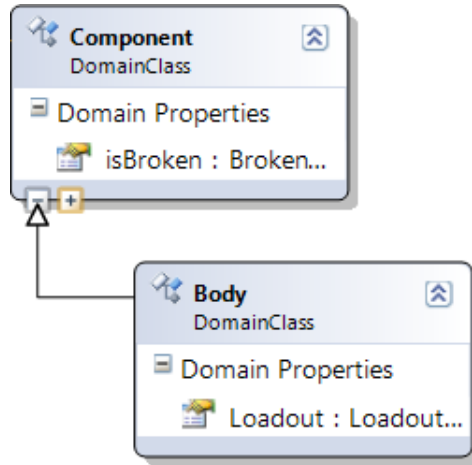 Component
DomainClass
Domain Properties
isBroken : Broken...
Body
DomainClass
Domain Properties
Loadout : Loadout...